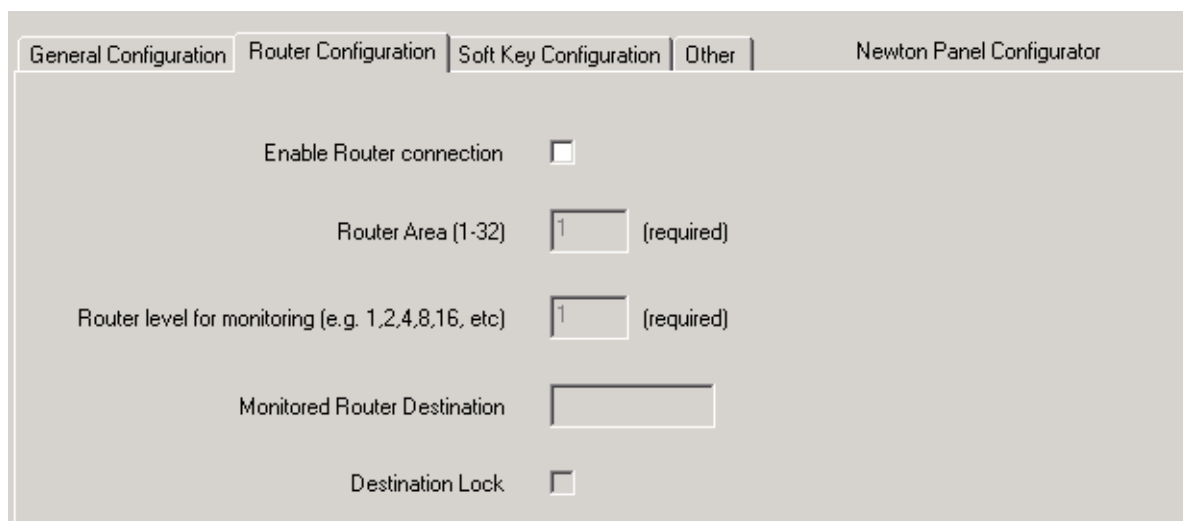 General Configuration Router Configuration Soft Key Configuration Other Newton Panel Configurator
Enable Router connection
Router Area (1-32) 1 (required)
Router level for monitoring (e.g. 1,2,4,8,16, etc) 1 (required)
Monitored Router Destination
Destination Lock